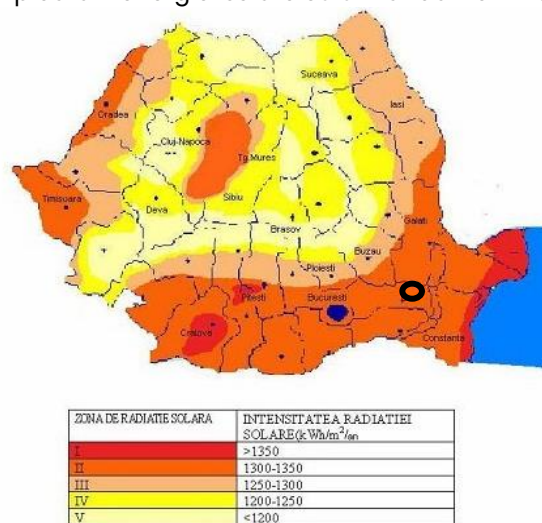 Suceava
Iasi
Oradea
Cluj-Napoca
Tg.Mures
Timisoara
Deva
Sibiu
Brasov
Galati
Buzau
Ploiesti
Pitesti
Bucuresti
Craiova
Constanta
ZONA DE RADIATIE SOLARA
INTENSITATEA RADIATIEI
SOLARE(kWh/m²/an
I
>1350
II
1300-1350
III
1250-1300
IV
1200-1250
V
<1200